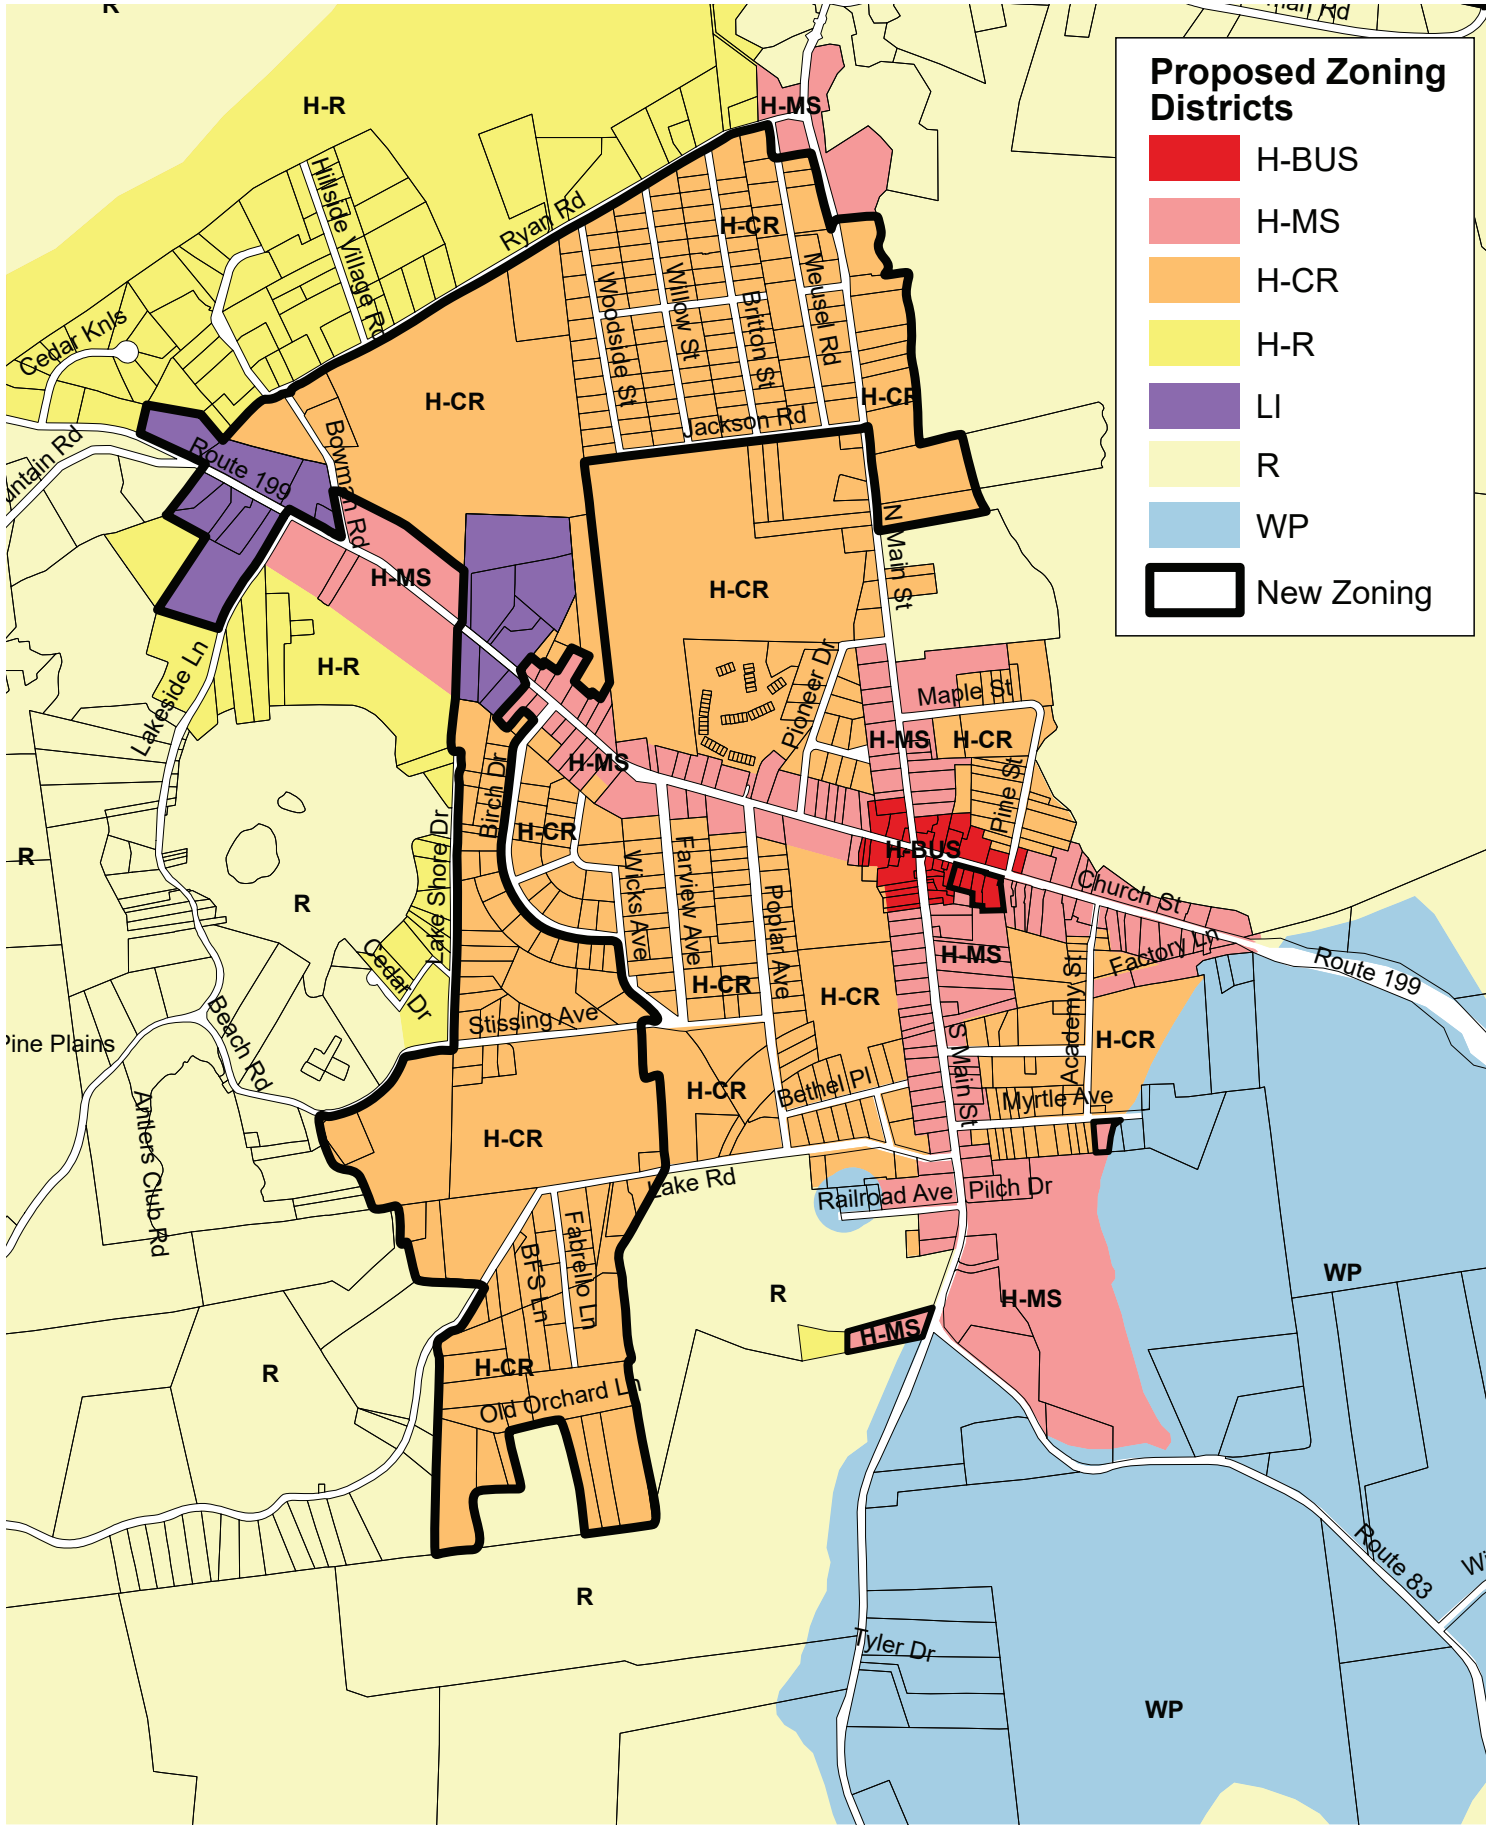 R
H-R
H-MS
Proposed Zoning
Districts
H-BUS
H-MS
H-CR
H-R
LI
R
WP
New Zoning
Hillside Village Rd
Ryan Rd
H-CR
Cedar Knls
Woodside St
Willow St
Britton St
Meusel Rd
H-CR
H-CR
Jackson Rd
Route 199
Bowman Rd
N Main St
H-MS
H-CR
H-R
Lakeside Ln
Pioneer Dr
Maple St
H-MS
H-CR
H-MS
Birch Dr
Pine St
H-CR
H-BUS
R
R
Lake Shore Dr
Wicks Ave
Farview Ave
Poplar Ave
Church St
Factory Ln
Route 199
Cedar Dr
H-MS
H-CR
H-CR
Academy St
Stissing Ave
Beach Rd
Pine Plains
S Main St
H-CR
H-CR
Bethel Pl
Myrtle Ave
Antlers Club Rd
H-CR
Lake Rd
Railroad Ave
Pilch Dr
Fabrello Ln
BFS Ln
R
H-MS
WP
H-MS
R
H-CR
Old Orchard Ln
Route 83
R
Tyler Dr
WP